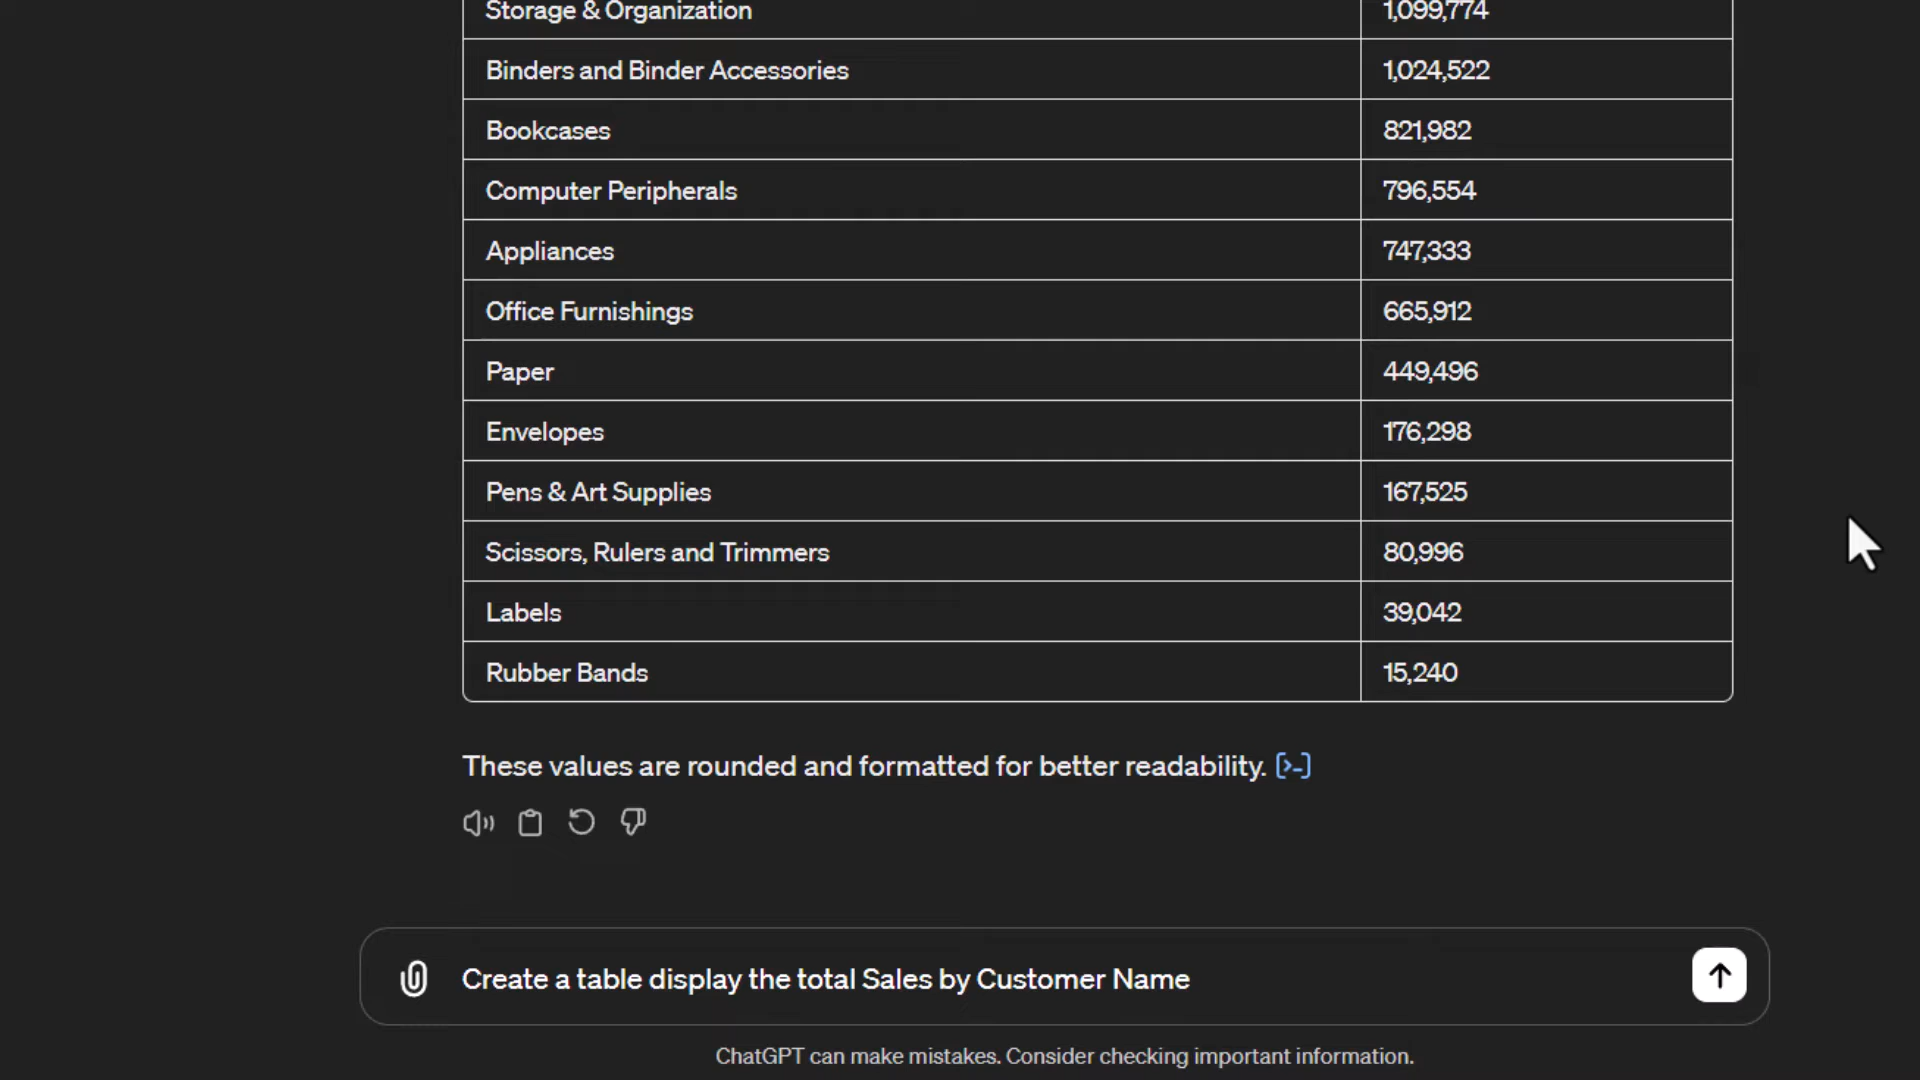 Storage & Organization 1,099,774
Binders and Binder Accessories 1,024,522
Bookcases 821,982
Computer Peripherals 796,554
Appliances 747,333
Office Furnishings 665,912
Paper 449,496
Envelopes 176,298
Pens & Art Supplies 167,525
Scissors, Rulers and Trimmers 80,996
Labels 39,042
Rubber Bands 15,240
These values are rounded and formatted for better readability. [>-]
Create a table display the total Sales by Customer Name
ChatGPT can make mistakes. Consider checking important information.